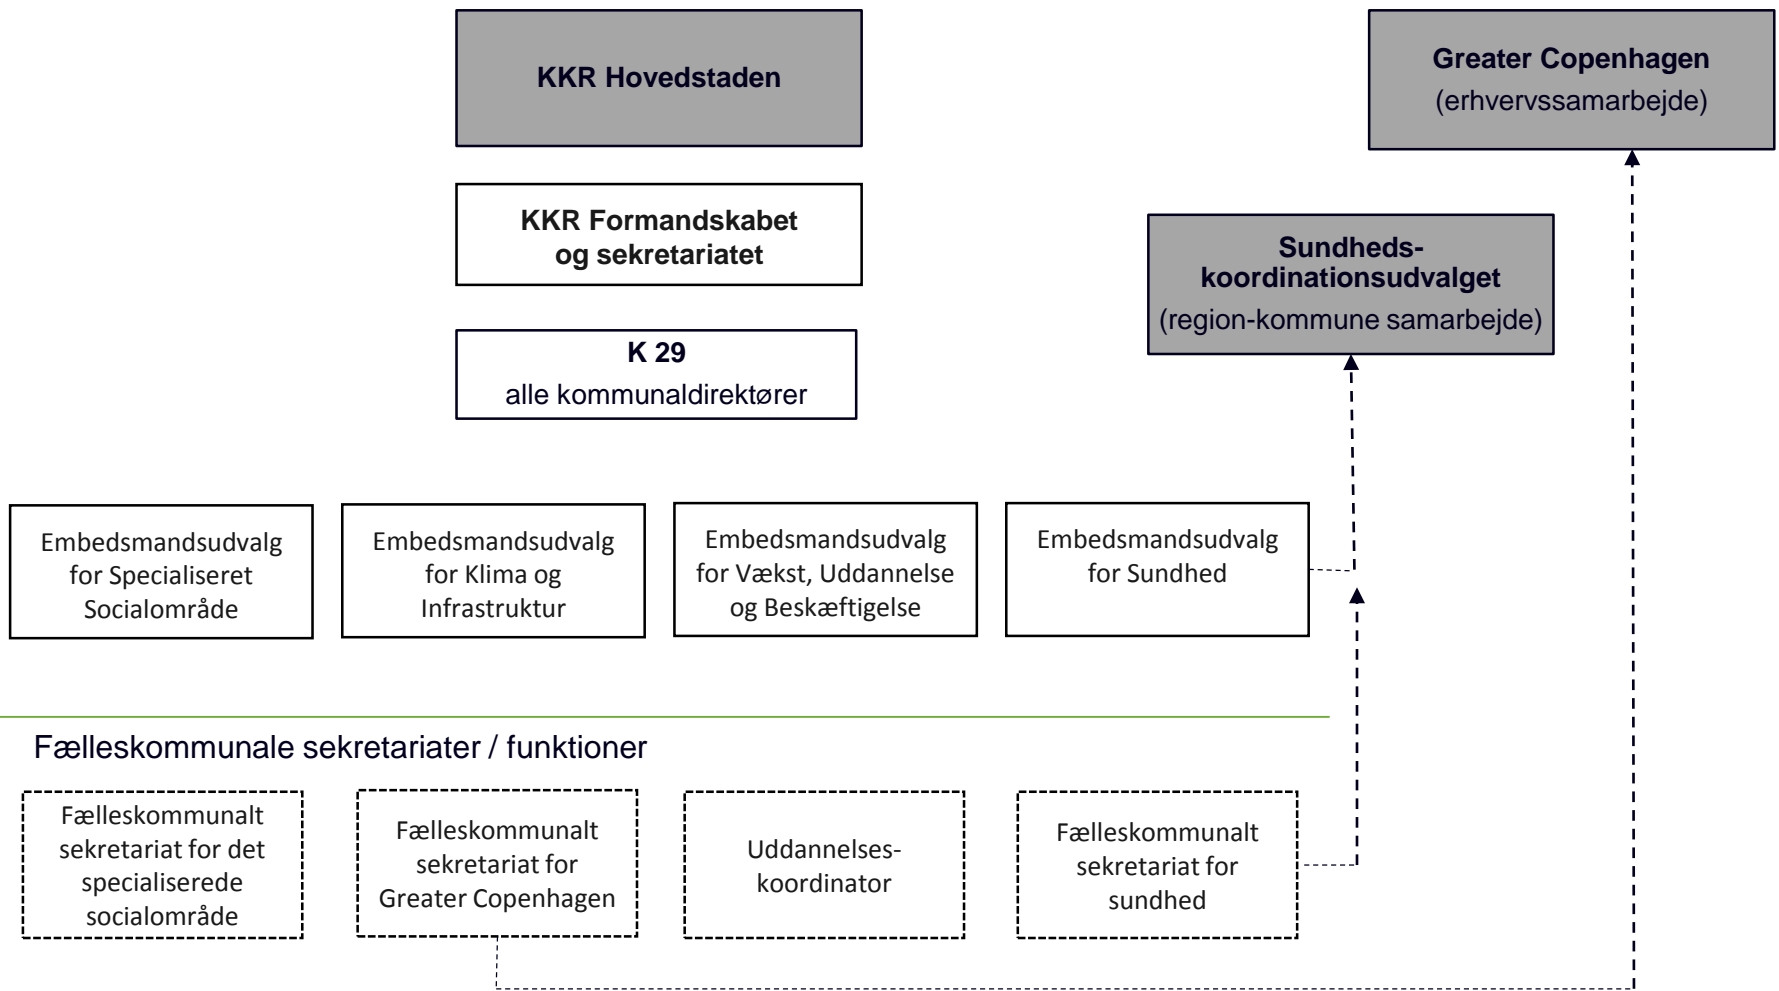 KKR Hovedstaden
Greater Copenhagen
(erhvervssamarbejde)
KKR Formandskabet
og sekretariatet
Sundheds-
koordinationsudvalget
(region-kommune samarbejde)
K 29
alle kommunaldirektører
Embedsmandsudvalg
for Specialiseret
Socialområde
Embedsmandsudvalg
for Klima og
Infrastruktur
Embedsmandsudvalg
for Vækst, Uddannelse
og Beskæftigelse
Embedsmandsudvalg
for Sundhed
Fælleskommunale sekretariater / funktioner
Fælleskommunalt
sekretariat for det
specialiserede
socialområde
Fælleskommunalt
sekretariat for
Greater Copenhagen
Uddannelses-
koordinator
Fælleskommunalt
sekretariat for
sundhed